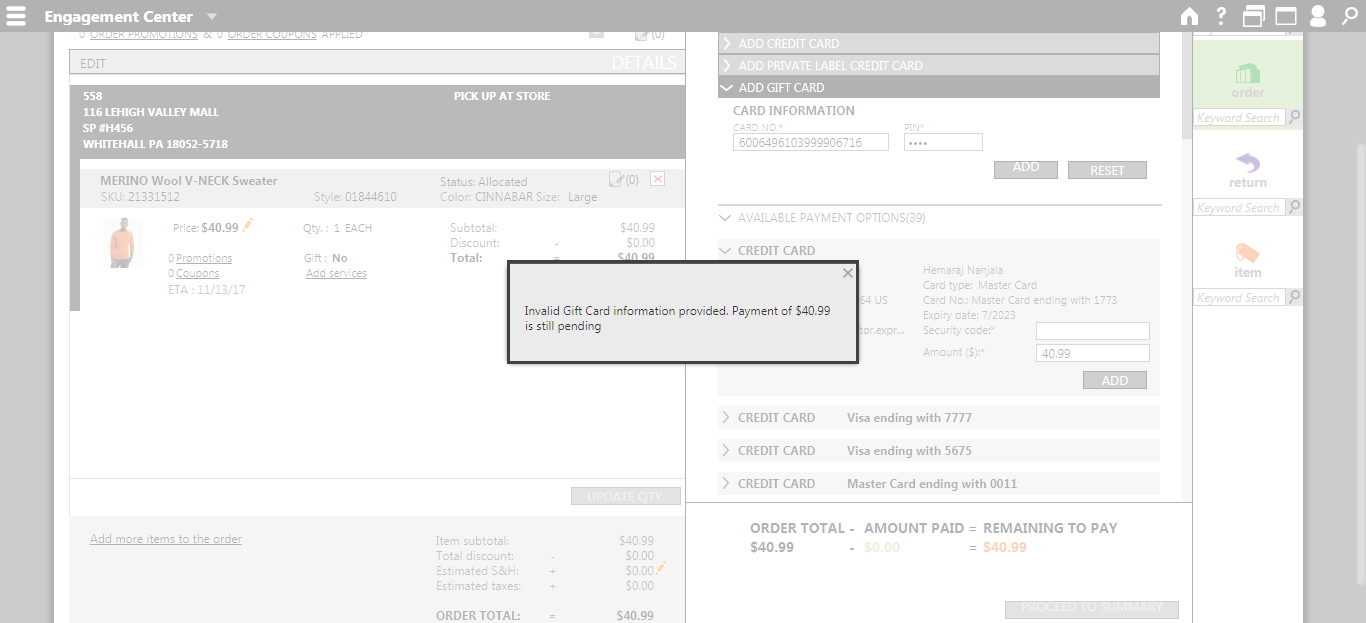 Engagement Center
0 ORDER PROMOTIONS & 0 ORDER COUPONS APPLIED
(0)
EDIT
DETAILS
558
PICK UP AT STORE
116 LEHIGH VALLEY MALL
SP #H456
WHITEHALL PA 18052-5718
MERINO Wool V-NECK Sweater
Status: Allocated
(0)
SKU: 21331512
Style: 01844610
Color: CINNABAR Size: Large
Price: $40.99
Qty. : 1 EACH
Subtotal: $40.99
Discount: - $0.00
0 Promotions
Gift : No
Total: = $40.99
0 Coupons
Add services
ETA : 11/13/17
UPDATE QTY.
Add more items to the order
Item subtotal: $40.99
Total discount: - $0.00
Estimated S&H: + $0.00
Estimated taxes: + $0.00
ORDER TOTAL: = $40.99
ADD CREDIT CARD
ADD PRIVATE LABEL CREDIT CARD
ADD GIFT CARD
CARD INFORMATION
CARD NO.*
PIN*
6006496103999906716
••••
ADD
RESET
AVAILABLE PAYMENT OPTIONS(39)
CREDIT CARD
Hemaraj Nanjala
Card type: Master Card
64 US
Card No.: Master Card ending with 1773
Expiry date: 7/2023
tor.expr...
Security code:*
Amount ($):*
40.99
ADD
Invalid Gift Card information provided. Payment of $40.99
is still pending
CREDIT CARD Visa ending with 7777
CREDIT CARD Visa ending with 5675
CREDIT CARD Master Card ending with 0011
ORDER TOTAL - AMOUNT PAID = REMAINING TO PAY
$40.99 - $0.00 = $40.99
PROCEED TO SUMMARY
order
Keyword Search
return
Keyword Search
item
Keyword Search